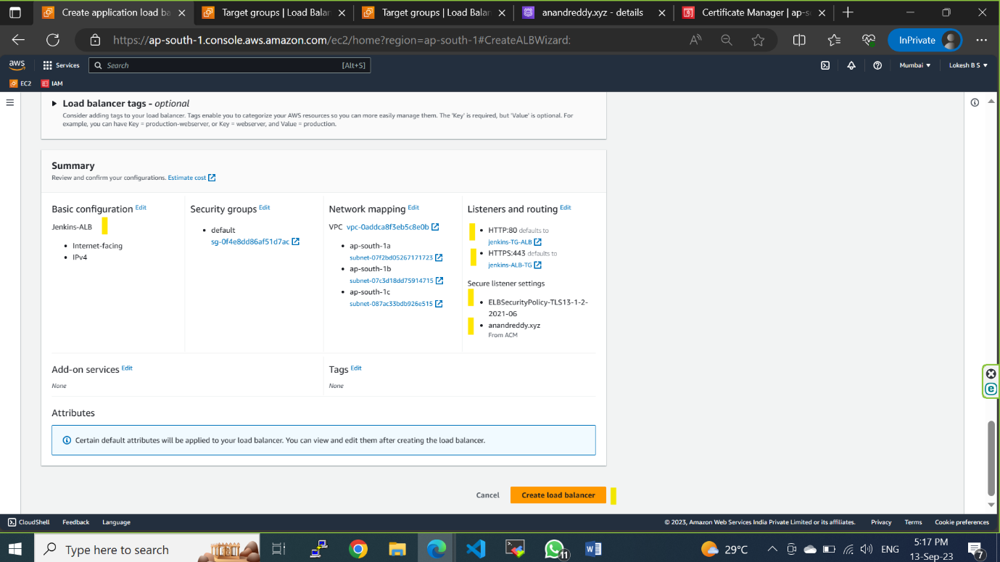 Create application load ba
Target groups | Load Balan
Target groups | Load Balan
anandreddy.xyz - details
Certificate Manager | ap-s
https://ap-south-1.console.aws.amazon.com/ec2/home?region=ap-south-1#CreateALBWizard:
InPrivate
aws
Services
Search
[Alt+S]
Mumbai
Lokesh B S
EC2
IAM
Load balancer tags - optional
Consider adding tags to your load balancer. Tags enable you to categorize your AWS resources so you can more easily manage them. The 'Key' is required, but 'Value' is optional. For
example, you can have Key = production-webserver, or Key = webserver, and Value = production.
Summary
Review and confirm your configurations. Estimate cost
Basic configuration Edit
Jenkins-ALB
Internet-facing
IPv4
Security groups Edit
default
sg-0f4e8dd86af51d7ac
Network mapping Edit
VPC vpc-0addca8f3eb5c8e0b
ap-south-1a
subnet-07f2bd05267171723
ap-south-1b
subnet-07c3d18dd75914715
ap-south-1c
subnet-087ac33bdb926e515
Listeners and routing Edit
HTTP:80 defaults to
jenkins-TG-ALB
HTTPS:443 defaults to
jenkins-ALB-TG
Secure listener settings
ELBSecurityPolicy-TLS13-1-2-
2021-06
anandreddy.xyz
From ACM
Add-on services Edit
None
Tags Edit
None
Attributes
Certain default attributes will be applied to your load balancer. You can view and edit them after creating the load balancer.
Cancel
Create load balancer
CloudShell
Feedback
Language
© 2023, Amazon Web Services India Private Limited or its affiliates.
Privacy
Terms
Cookie preferences
Type here to search
11
29°C
ENG
5:17 PM
13-Sep-23
7